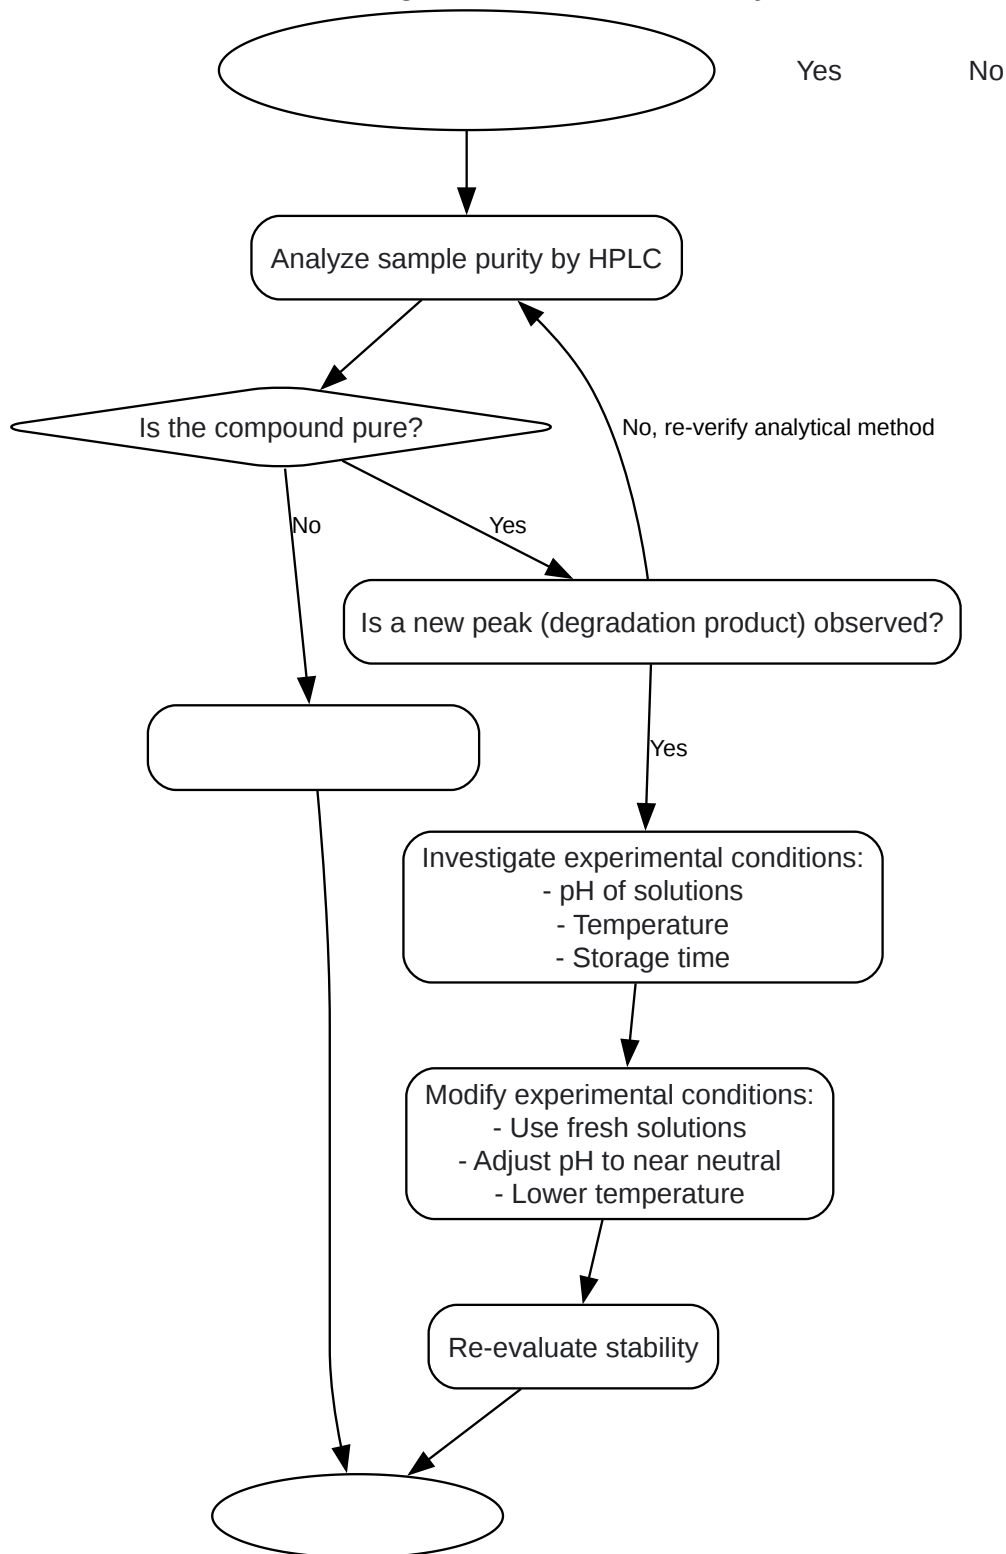 Yes
No
Analyze sample purity by HPLC
Is the compound pure?
No, re-verify analytical method
No
Yes
Is a new peak (degradation product) observed?
Yes
Investigate experimental conditions:
- pH of solutions
- Temperature
- Storage time
Modify experimental conditions:
- Use fresh solutions
- Adjust pH to near neutral
- Lower temperature
Re-evaluate stability